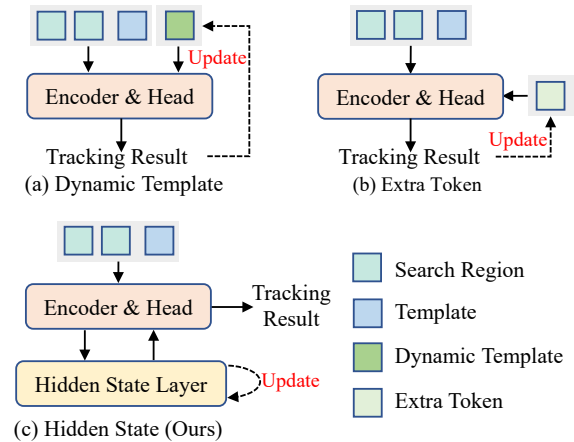 Update
Encoder & Head
Tracking Result
(a) Dynamic Template
Encoder & Head
Update
Tracking Result
(b) Extra Token
Encoder & Head
Tracking
Result
Hidden State Layer
Update
(c) Hidden State (Ours)
Search Region
Template
Dynamic Template
Extra Token